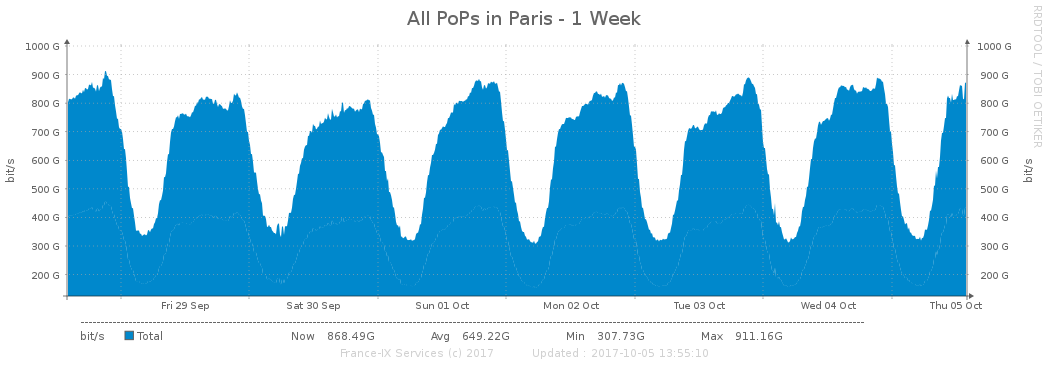 All PoPs in Paris - 1 Week
RRDTOOL / TOBI OETIKER
bit/s
1000 G 1000 G
900 G 900 G
800 G 800 G
700 G 700 G
600 G 600 G
500 G 500 G
400 G 400 G
300 G 300 G
200 G 200 G
bit/s
Fri 29 Sep Sat 30 Sep Sun 01 Oct Mon 02 Oct Tue 03 Oct Wed 04 Oct Thu 05 Oct
bit/s Total Now 868.49G Avg 649.22G Min 307.73G Max 911.16G
France-IX Services (c) 2017 Updated : 2017-10-05 13:55:10